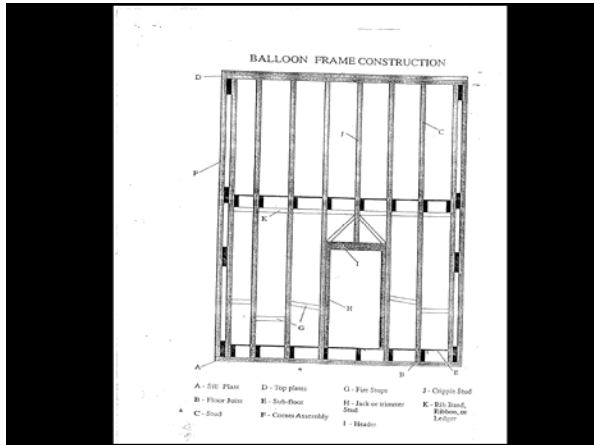 BALLOON FRAME CONSTRUCTION
D
J
C
F
K
I
H
G
B
E
A
A - Sill Plate D - Top plates G - Fire Stops J - Cripple Stud
B - Floor Joist E - Sub-floor H - Jack or trimmer Stud K - Rib Band, Ribbon, or Ledger
C - Stud F - Corner Assembly I - Header